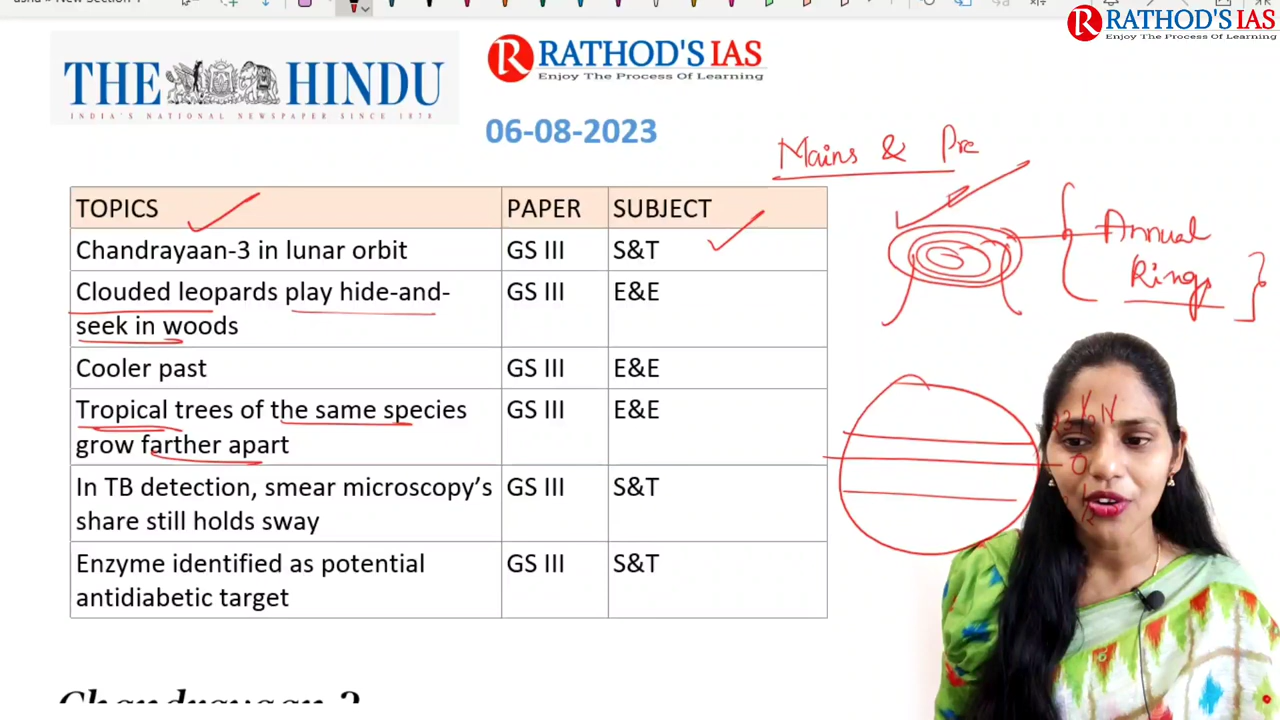 RATHOD'S IAS
Enjoy The Process Of Learning
THE HINDU
INDIA'S NATIONAL NEWSPAPER SINCE 1878
RATHOD'S IAS
Enjoy The Process of Learning
06-08-2023
Mains & Pre
Annual
Rings
TOPICS PAPER SUBJECT
Chandrayaan-3 in lunar orbit GS III S&T
Clouded leopards play hide-and- GS III E&E
seek in woods
Cooler past GS III E&E
Tropical trees of the same species GS III E&E
grow farther apart
In TB detection, smear microscopy's GS III S&T
share still holds sway
Enzyme identified as potential GS III S&T
antidiabetic target